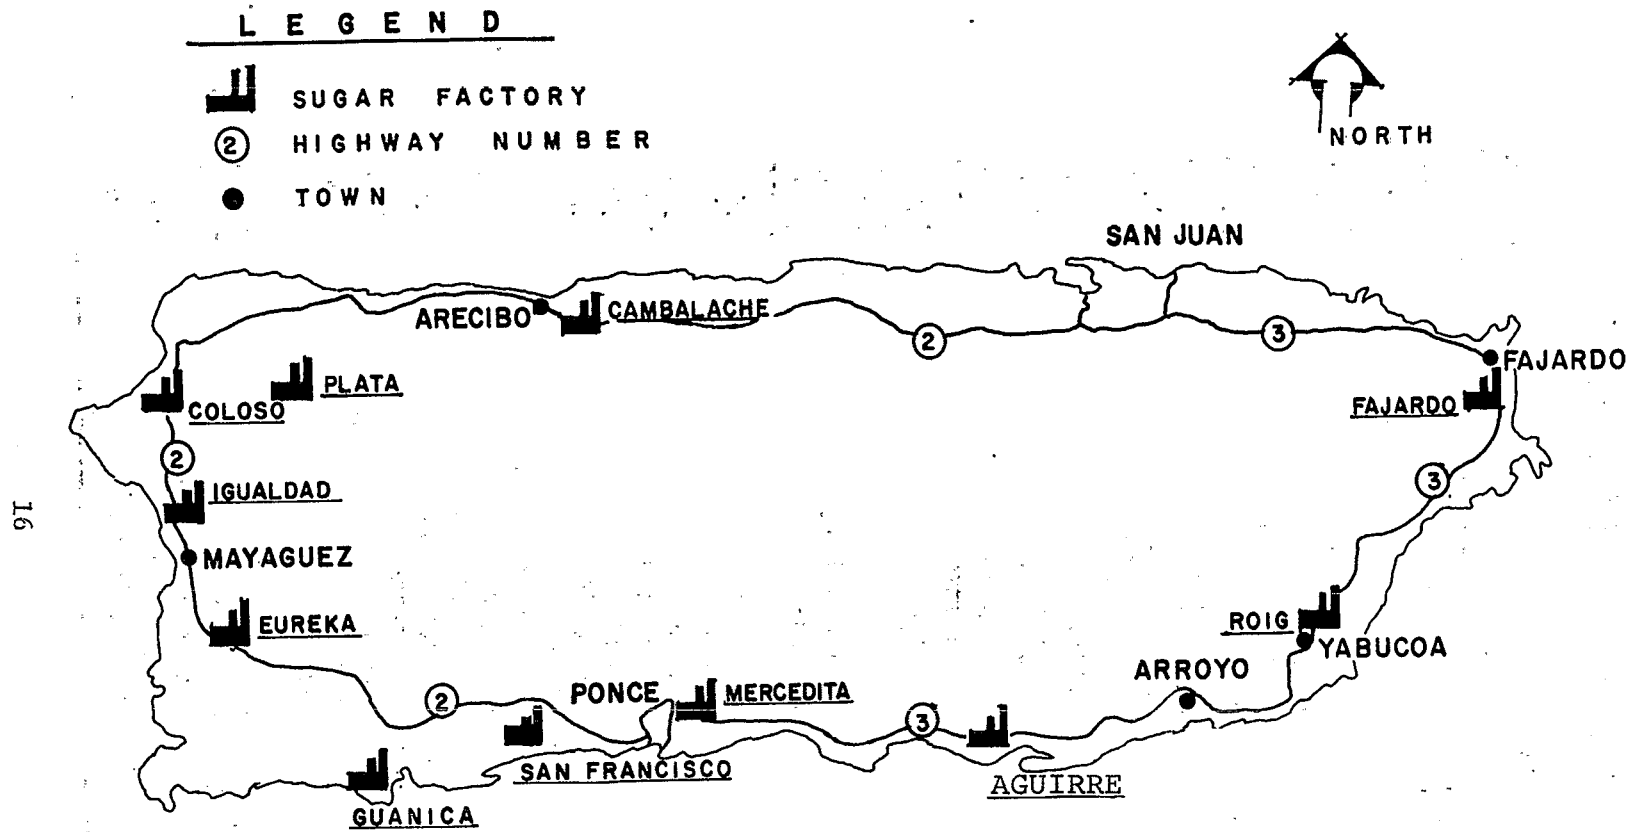 LEGEND
SUGAR FACTORY
2 HIGHWAY NUMBER
TOWN
NORTH
SAN JUAN
ARECIBO
CAMBALACHE
2
3
FAJARDO
PLATA
COLOSO
FAJARDO
2
3
IGUALDAD
16
MAYAGUEZ
EUREKA
ROIG
YABUCOA
ARROYO
2
PONCE
MERCEDITA
3
SAN FRANCISCO
AGUIRRE
GUANICA